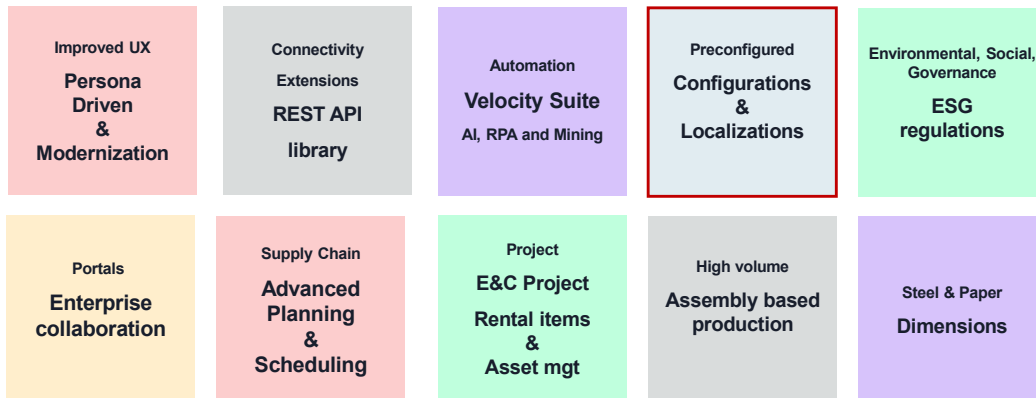 Improved UX
Persona
Driven
&
Modernization
Connectivity
Extensions
REST API
library
Automation
Velocity Suite
AI, RPA and Mining
Preconfigured
Configurations
&
Localizations
Environmental, Social,
Governance
ESG
regulations
Portals
Enterprise
collaboration
Supply Chain
Advanced
Planning
&
Scheduling
Project
E&C Project
Rental items
&
Asset mgt
High volume
Assembly based
production
Steel & Paper
Dimensions